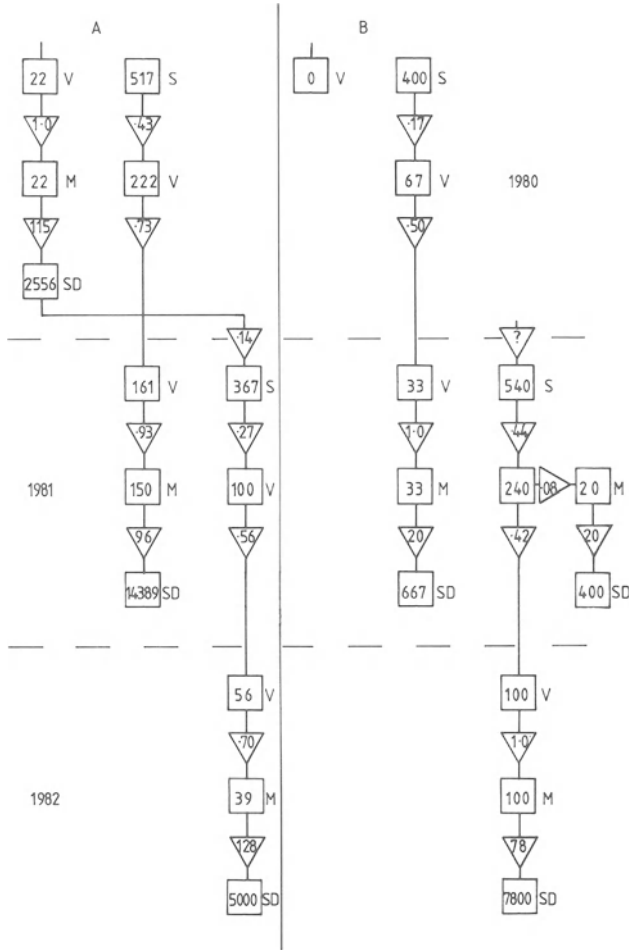 A B
22 V 517 S 0 V 400 S
1·0 ·43 ·17
22 M 222 V 67 V 1980
115 ·73 ·50
2556 SD
·14 ?
161 V 367 S 33 V 540 S
·93 ·27 1·0 ·44
1981 150 M 100 V 33 M 240 ·08 20 M
96 ·56 20 ·42 20
14389 SD 667 SD 400 SD
56 V 100 V
·70 1·0
1982 39 M 100 M
128 78
5000 SD 7800 SD